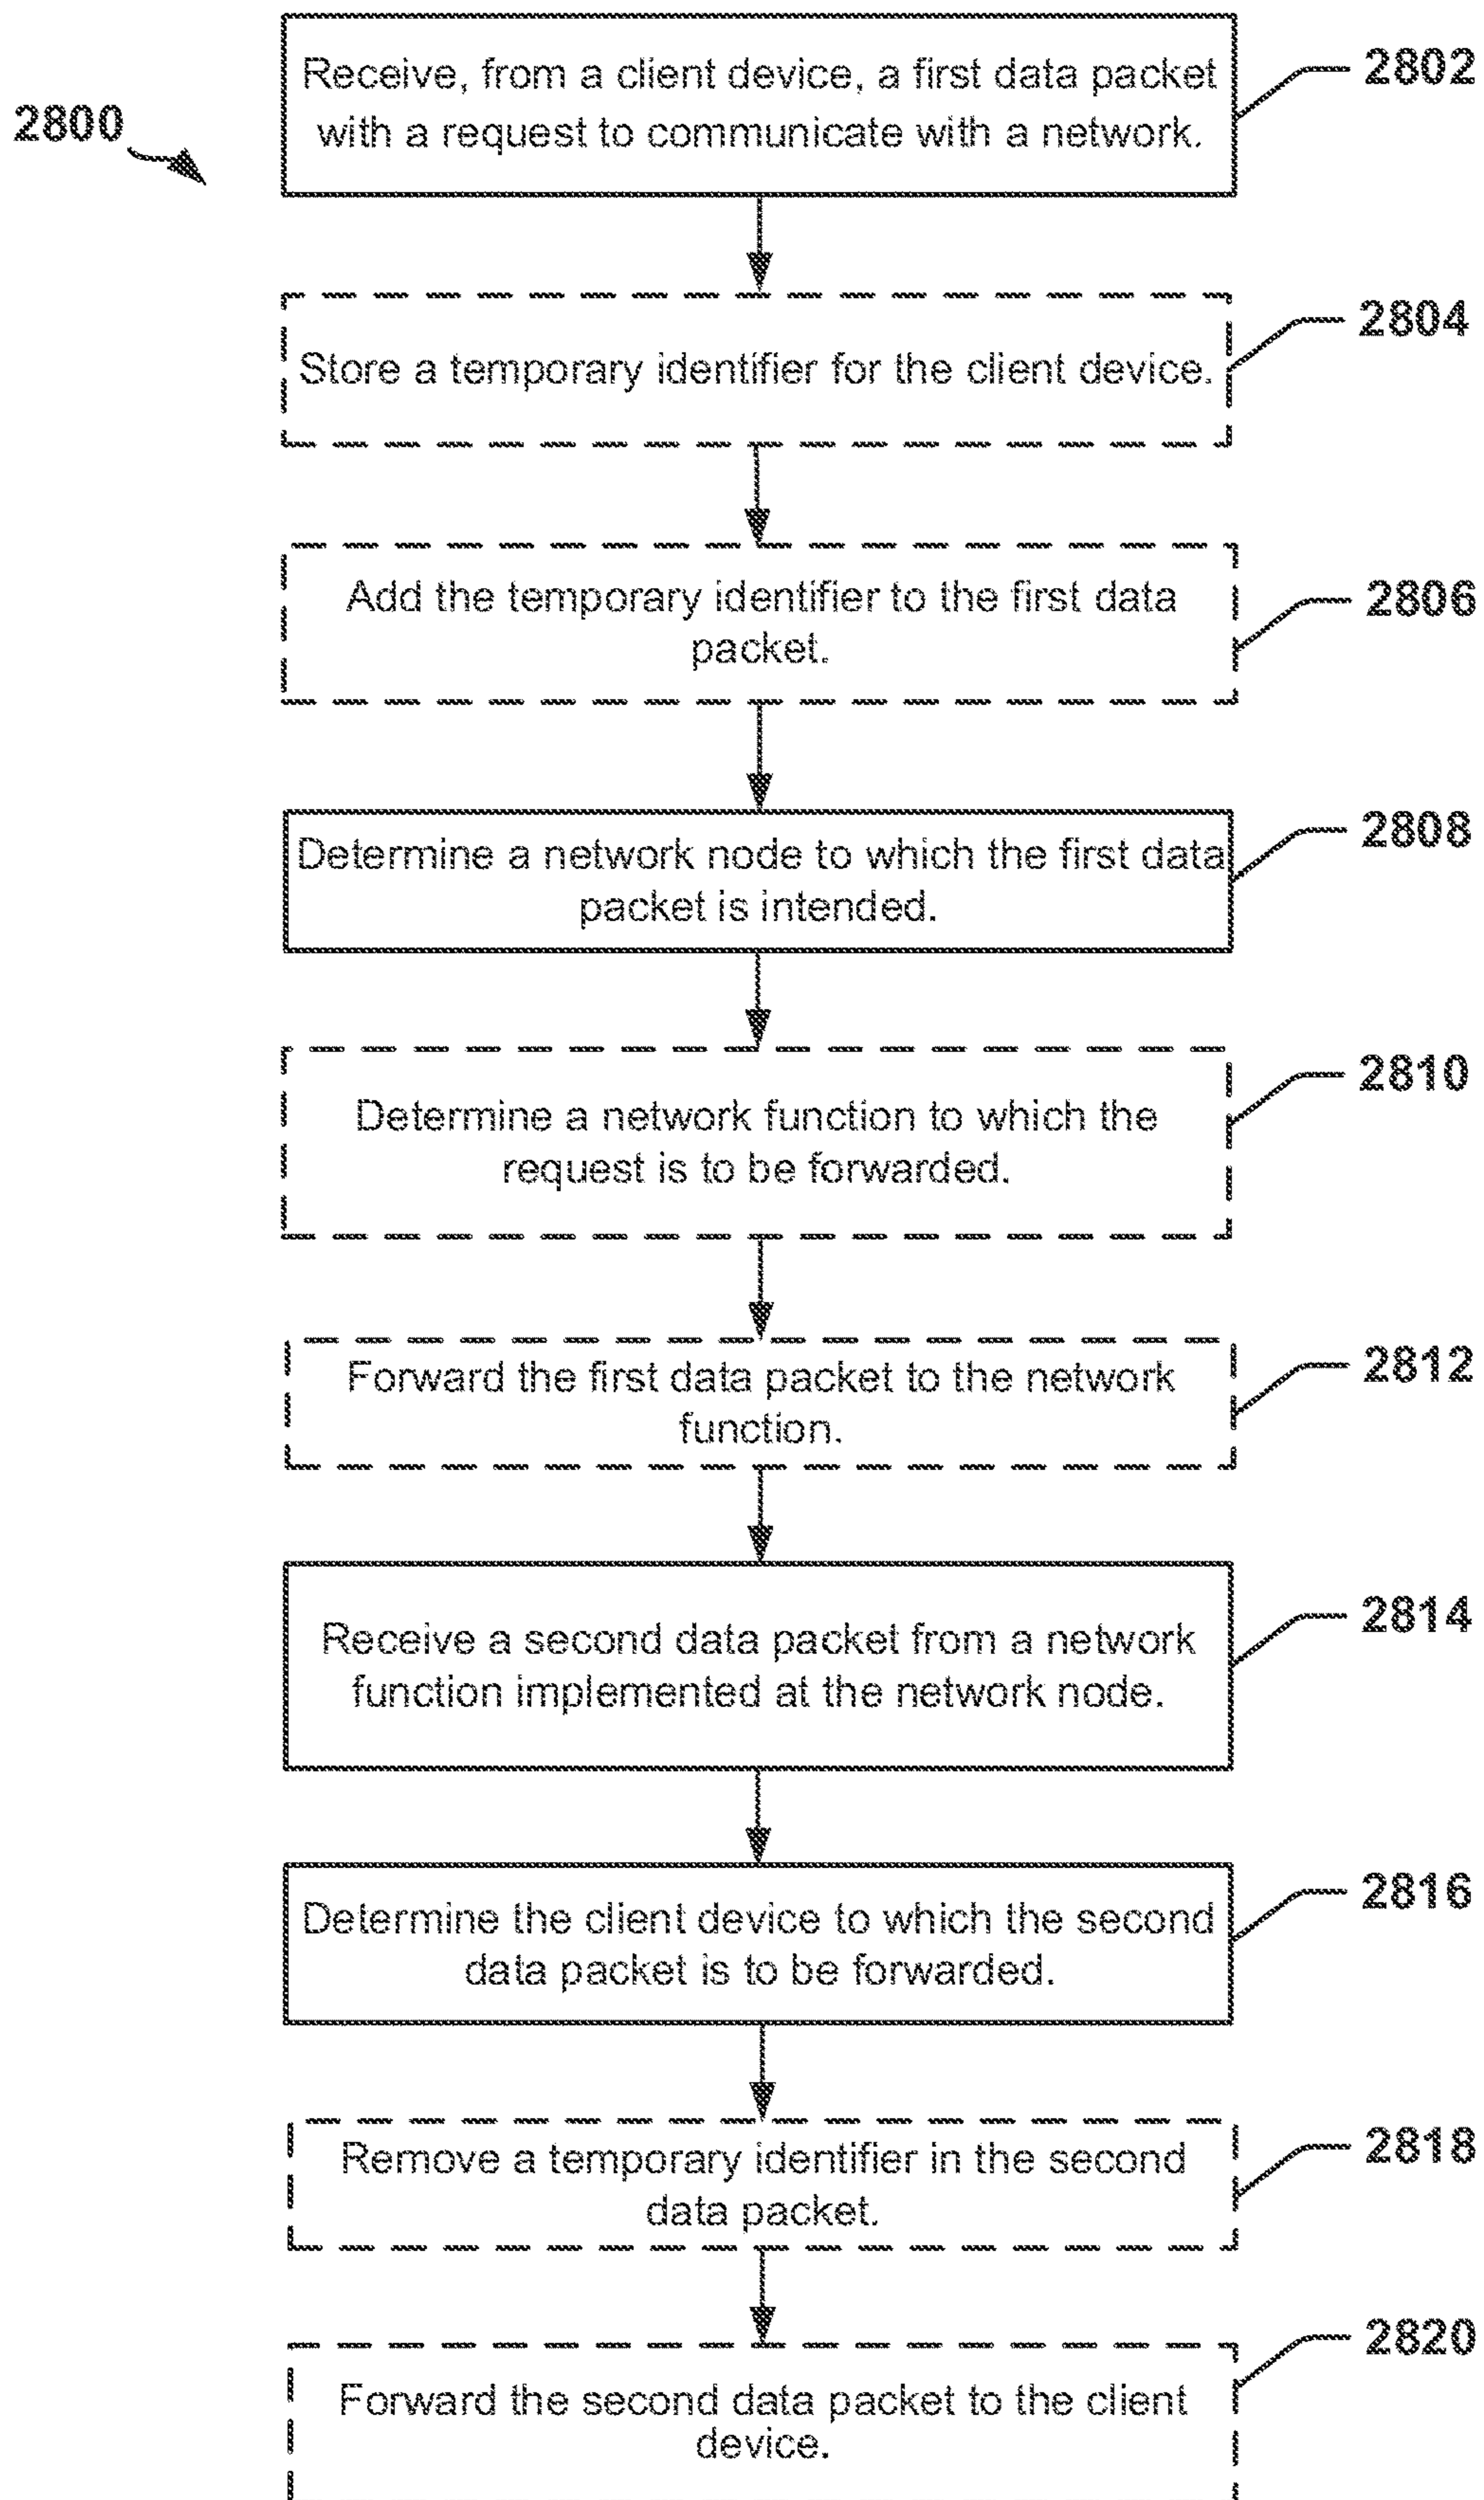 2800
Receive, from a client device, a first data packet
with a request to communicate with a network.
2802
Store a temporary identifier for the client device.
2804
Add the temporary identifier to the first data
packet.
2806
Determine a network node to which the first data
packet is intended.
2808
Determine a network function to which the
request is to be forwarded.
2810
Forward the first data packet to the network
function.
2812
Receive a second data packet from a network
function implemented at the network node.
2814
Determine the client device to which the second
data packet is to be forwarded.
2816
Remove a temporary identifier in the second
data packet.
2818
Forward the second data packet to the client
device.
2820